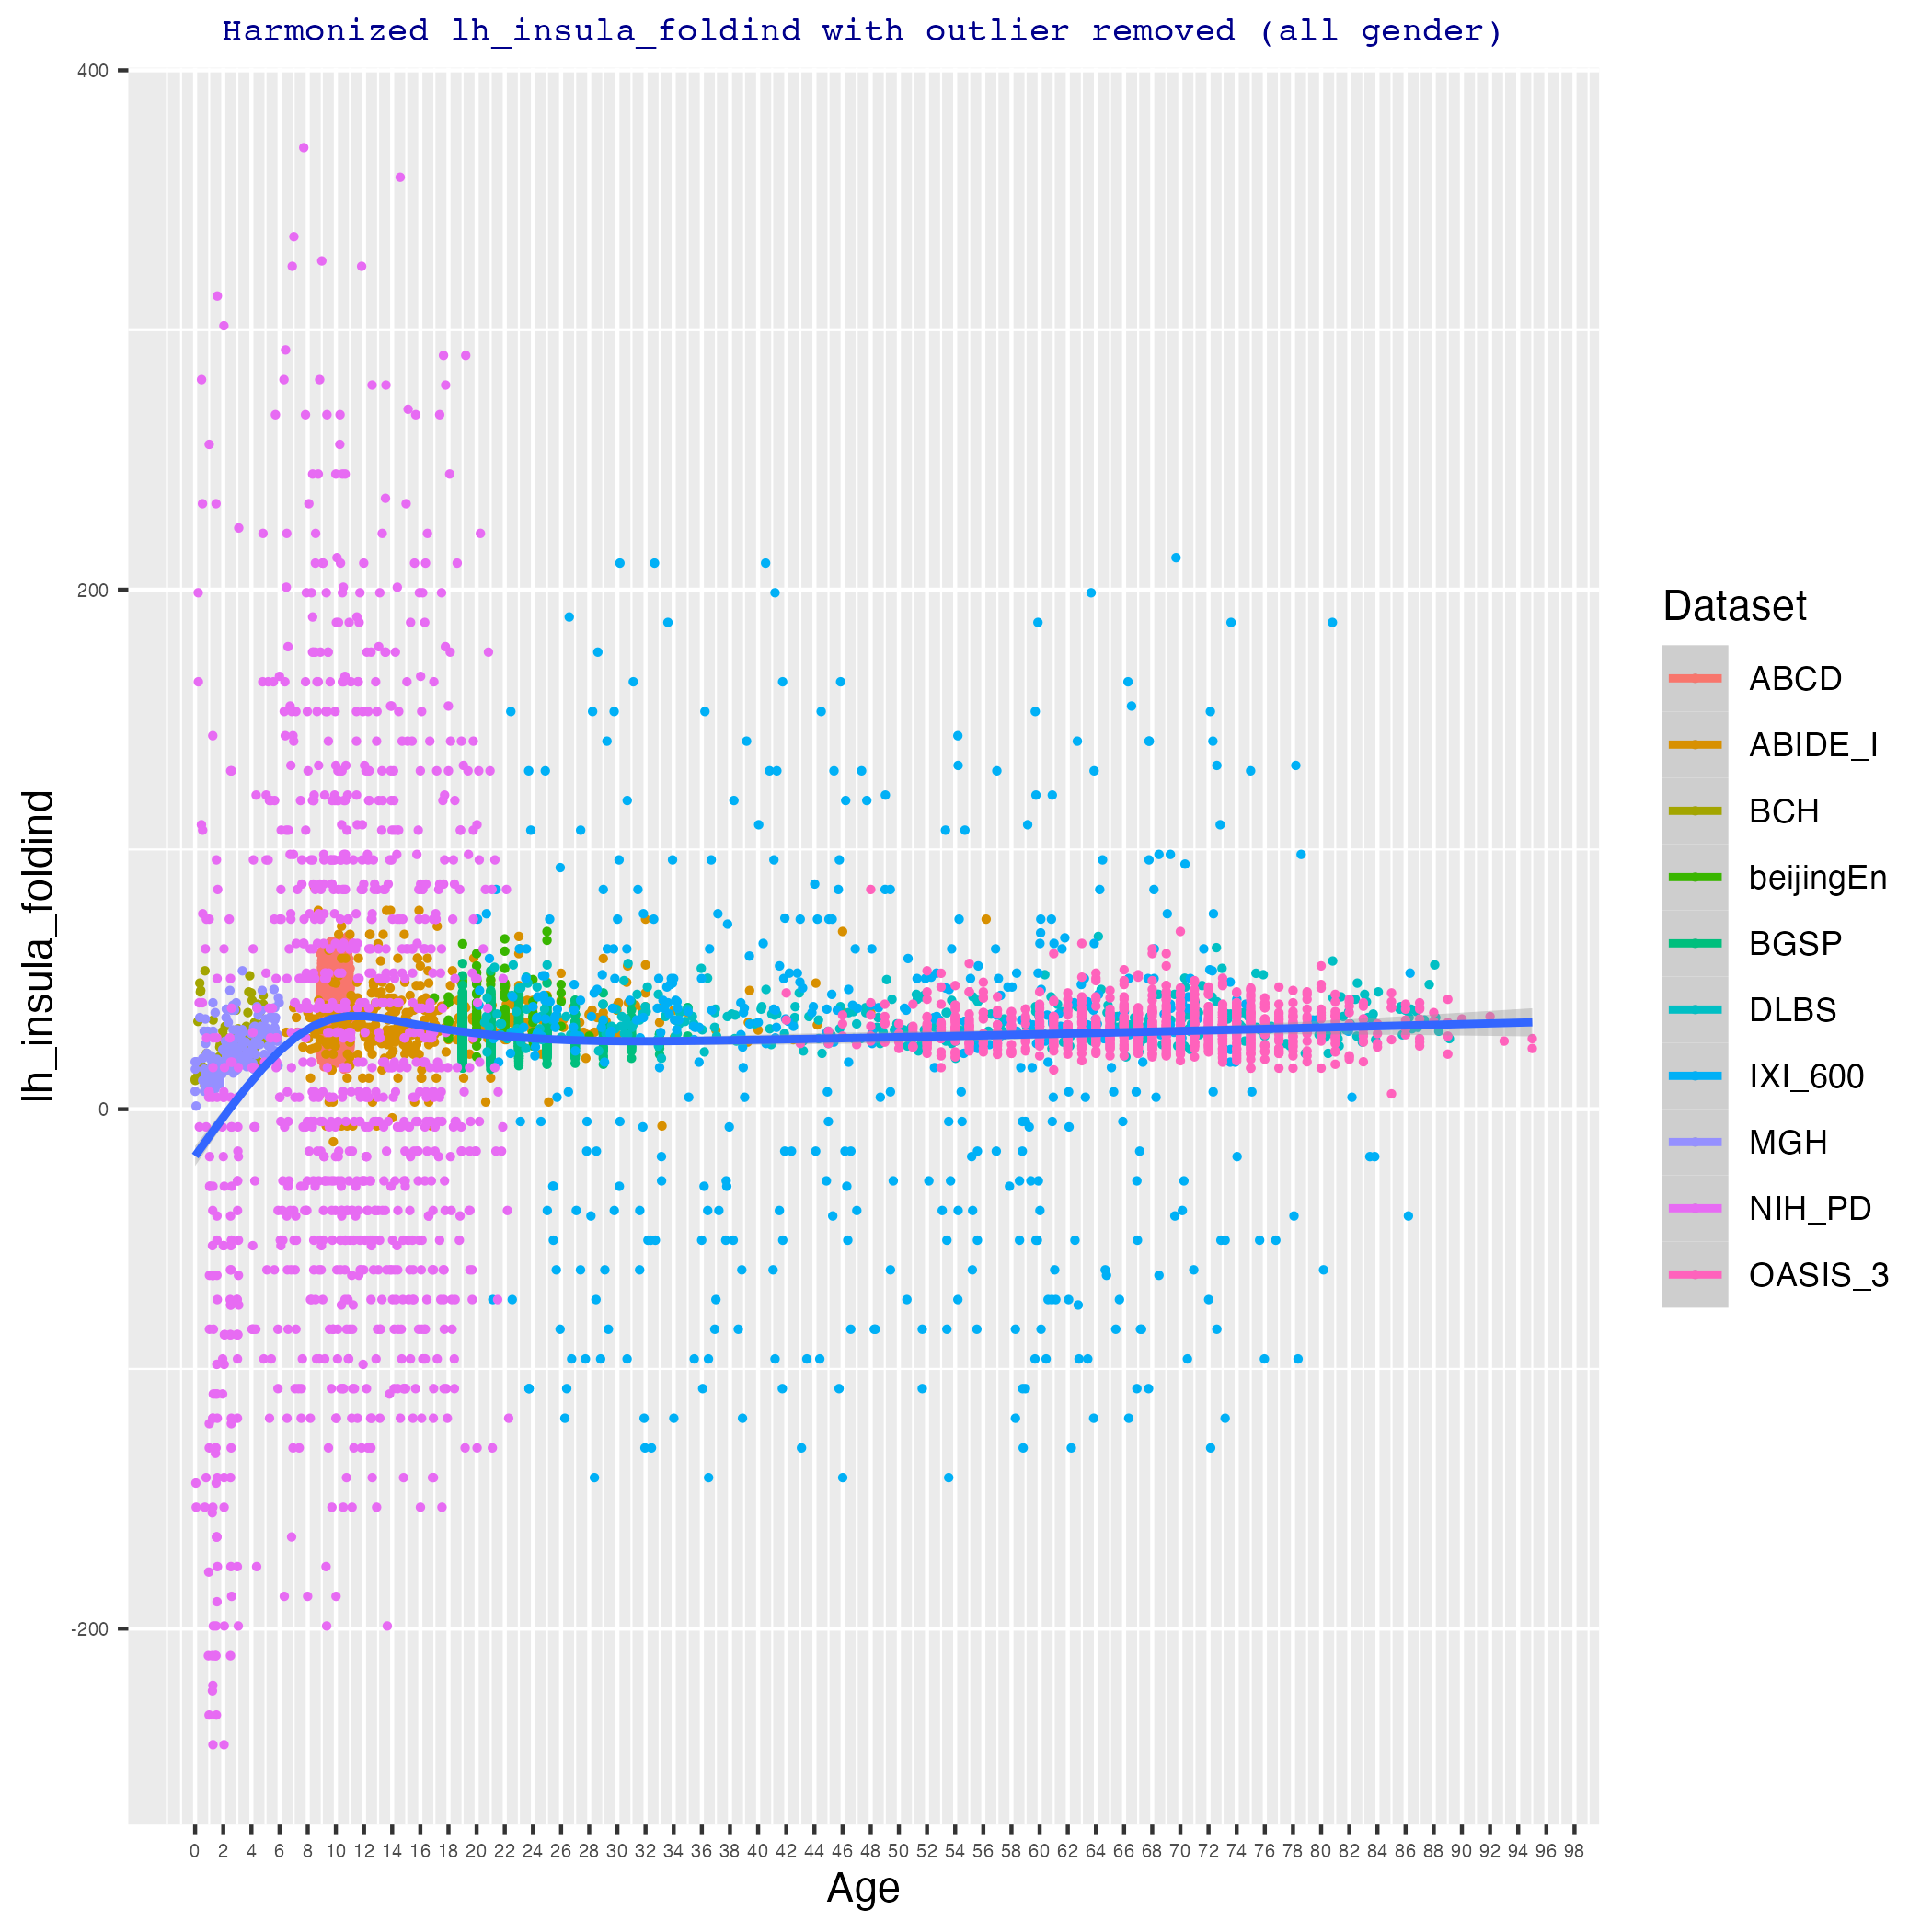 Harmonized lh_insula_foldind with outlier removed (all gender)
400
200
0
-200
lh_insula_foldind
0 2 4 6 8 10 12 14 16 18 20 22 24 26 28 30 32 34 36 38 40 42 44 46 48 50 52 54 56 58 60 62 64 66 68 70 72 74 76 78 80 82 84 86 88 90 92 94 96 98
Age
Dataset
ABCD
ABIDE_I
BCH
beijingEn
BGSP
DLBS
IXI_600
MGH
NIH_PD
OASIS_3